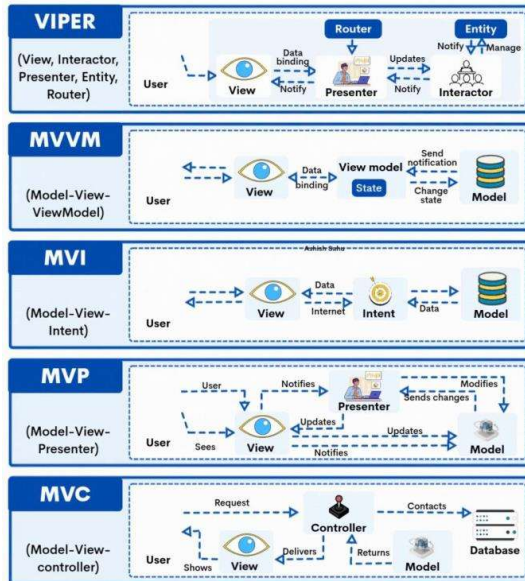 VIPER
(View, Interactor,
Presenter, Entity,
Router)
User
View
Data
binding
Notify
Router
Presenter
Updates
Notify
Entity
Notify
Manage
Interactor
MVVM
(Model-View-
ViewModel)
User
View
Data
binding
View model
State
Send
notification
Change
state
Model
Ashish Sahu
MVI
(Model-View-
Intent)
User
View
Data
Internet
Intent
Data
Model
MVP
(Model-View-
Presenter)
User
User
Sees
View
Notifies
Presenter
Updates
Updates
Notifies
Modifies
Sends changes
Model
MVC
(Model-View-
controller)
User
Request
Shows
View
Delivers
Controller
Contacts
Returns
Model
Database